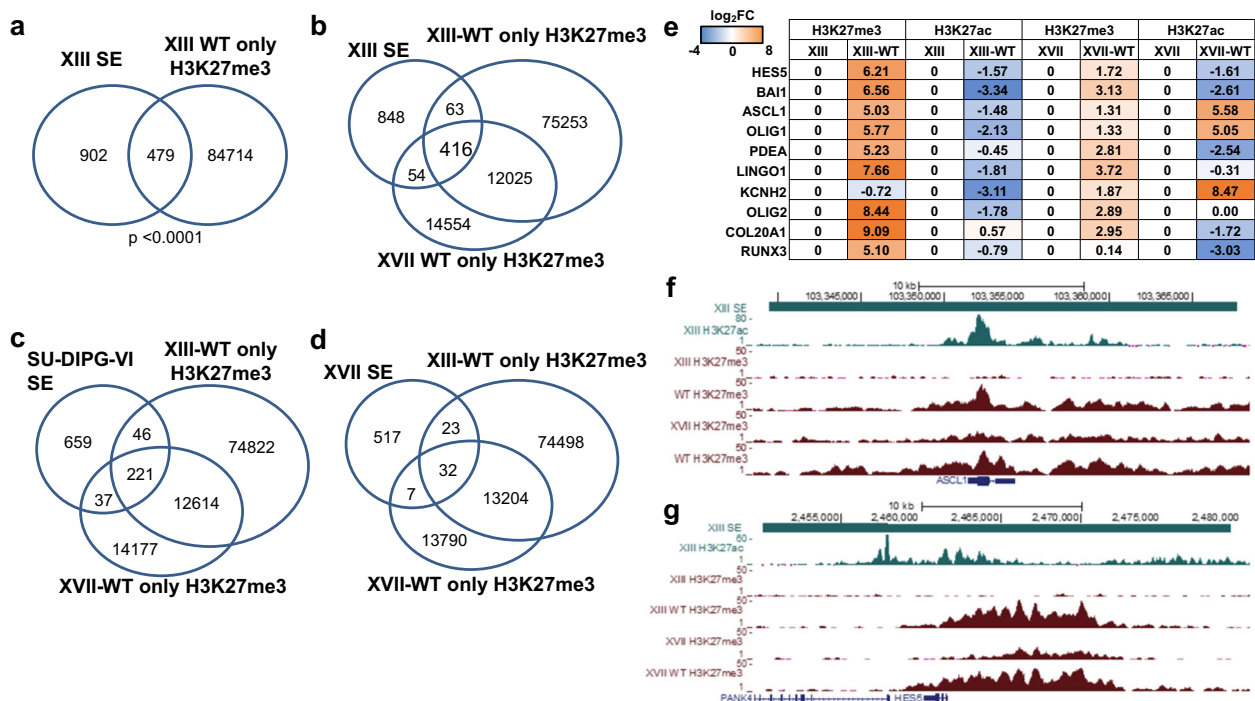 a
XIII SE
XIII WT only
H3K27me3
902
479
84714
p <0.0001
b
XIII SE
XIII-WT only H3K27me3
848
63
75253
416
54
12025
14554
XVII WT only H3K27me3
c
SU-DIPG-VI
SE
XIII-WT only
H3K27me3
659
46
74822
221
37
12614
14177
XVII-WT only H3K27me3
d
XVII SE
XIII-WT only H3K27me3
517
23
74498
32
7
13204
13790
XVII-WT only H3K27me3
e
log2FC
-4 0 8
H3K27me3 H3K27ac H3K27me3 H3K27ac
XIII XIII-WT XIII XIII-WT XVII XVII-WT XVII XVII-WT
HES5 0 6.21 0 -1.57 0 1.72 0 -1.61
BAI1 0 6.56 0 -3.34 0 3.13 0 -2.61
ASCL1 0 5.03 0 -1.48 0 1.31 0 5.58
OLIG1 0 5.77 0 -2.13 0 1.33 0 5.05
PDEA 0 5.23 0 -0.45 0 2.81 0 -2.54
LINGO1 0 7.66 0 -1.81 0 3.72 0 -0.31
KCNH2 0 -0.72 0 -3.11 0 1.87 0 8.47
OLIG2 0 8.44 0 -1.78 0 2.89 0 0.00
COL20A1 0 9.09 0 0.57 0 2.95 0 -1.72
RUNX3 0 5.10 0 -0.79 0 0.14 0 -3.03
f
10 kb
103,345,000 103,350,000 103,355,000 103,360,000 103,365,000
XIII SE
80 -
XIII H3K27ac
1
50 -
XIII H3K27me3
1
50 -
WT H3K27me3
1
50 -
XVII H3K27me3
1
50 -
WT H3K27me3
1
ASCL1
g
10 kb
2,455,000 2,460,000 2,465,000 2,470,000 2,475,000 2,480,000
XIII SE
60 -
XIII H3K27ac
1
50 -
XIII H3K27me3
1
50 -
XIII WT H3K27me3
1
50 -
XVII H3K27me3
1
50 -
XVII WT H3K27me3
1
PANK4 HES5